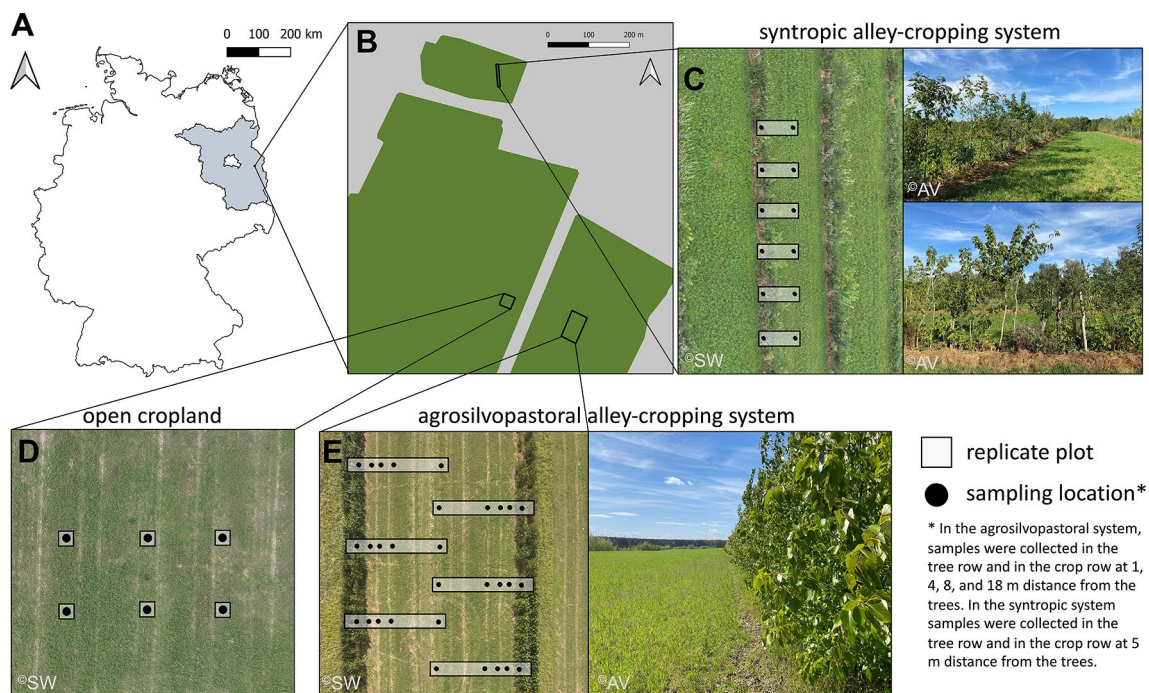 A
0 100 200 km
B
0 100 200 m
syntropic alley-cropping system
C
©SW
©AV
©AV
open cropland
D
©SW
agrosilvopastoral alley-cropping system
E
©SW
©AV
replicate plot
sampling location*
* In the agrosilvopastoral system,
samples were collected in the
tree row and in the crop row at 1,
4, 8, and 18 m distance from the
trees. In the syntropic system
samples were collected in the
tree row and in the crop row at 5
m distance from the trees.